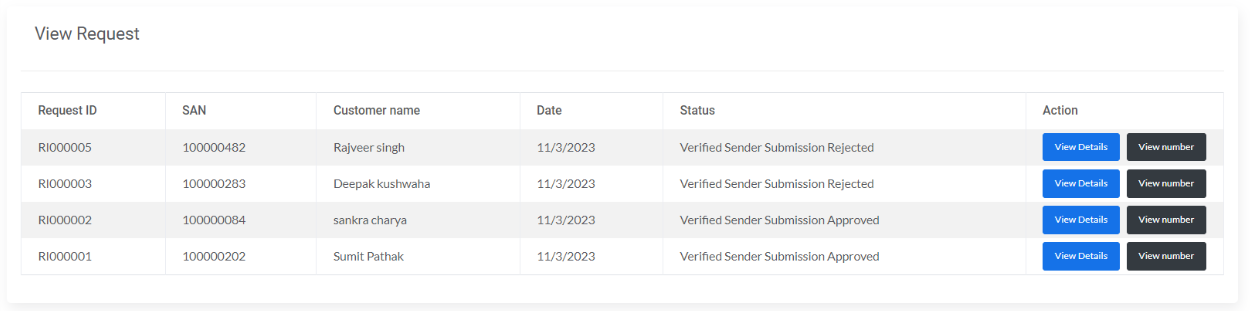 View Request
Request ID SAN Customer name Date Status Action
RI000005 100000482 Rajveer singh 11/3/2023 Verified Sender Submission Rejected View Details View number
RI000003 100000283 Deepak kushwaha 11/3/2023 Verified Sender Submission Rejected View Details View number
RI000002 100000084 sankra charya 11/3/2023 Verified Sender Submission Approved View Details View number
RI000001 100000202 Sumit Pathak 11/3/2023 Verified Sender Submission Approved View Details View number